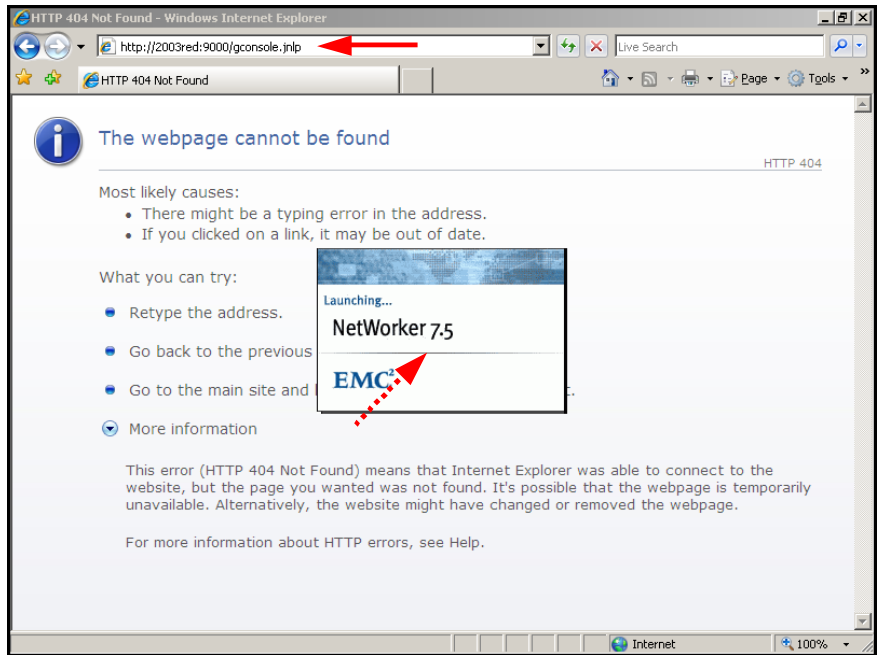 HTTP 404 Not Found - Windows Internet Explorer
http://2003red:9000/gconsole.jnlp
Live Search
HTTP 404 Not Found
Page
Tools
The webpage cannot be found
HTTP 404
Most likely causes:
There might be a typing error in the address.
If you clicked on a link, it may be out of date.
What you can try:
Retype the address.
Go back to the previous
Go to the main site and
Launching...
NetWorker 7.5
EMC²
More information
This error (HTTP 404 Not Found) means that Internet Explorer was able to connect to the
website, but the page you wanted was not found. It's possible that the webpage is temporarily
unavailable. Alternatively, the website might have changed or removed the webpage.
For more information about HTTP errors, see Help.
Internet
100%